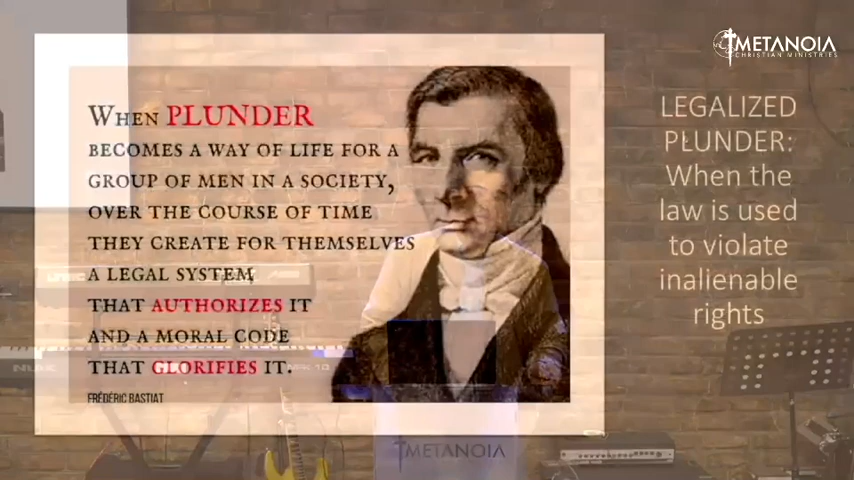 METANOIA
CHRISTIAN MINISTRIES
WHEN PLUNDER
BECOMES A WAY OF LIFE FOR A
GROUP OF MEN IN A SOCIETY,
OVER THE COURSE OF TIME
THEY CREATE FOR THEMSELVES
A LEGAL SYSTEM
THAT AUTHORIZES IT
AND A MORAL CODE
THAT GLORIFIES IT.
FRÉDÉRIC BASTIAT
LEGALIZED
PLUNDER:
When the
law is used
to violate
inalienable
rights
METANOIA